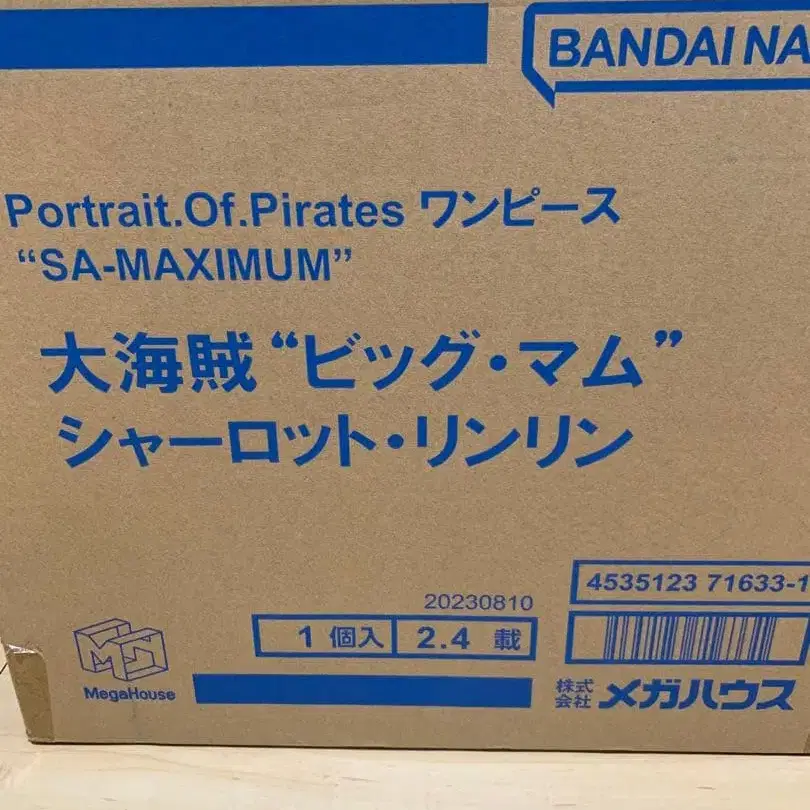 BANDAI NA
Portrait.Of.Pirates ワンピース
“SA-MAXIMUM”
大海賊“ビッグ・マム”
シャーロット・リンリン
4535123 71633-1
20230810
1 個入 2.4 載
MegaHouse
株式会社 メガハウス